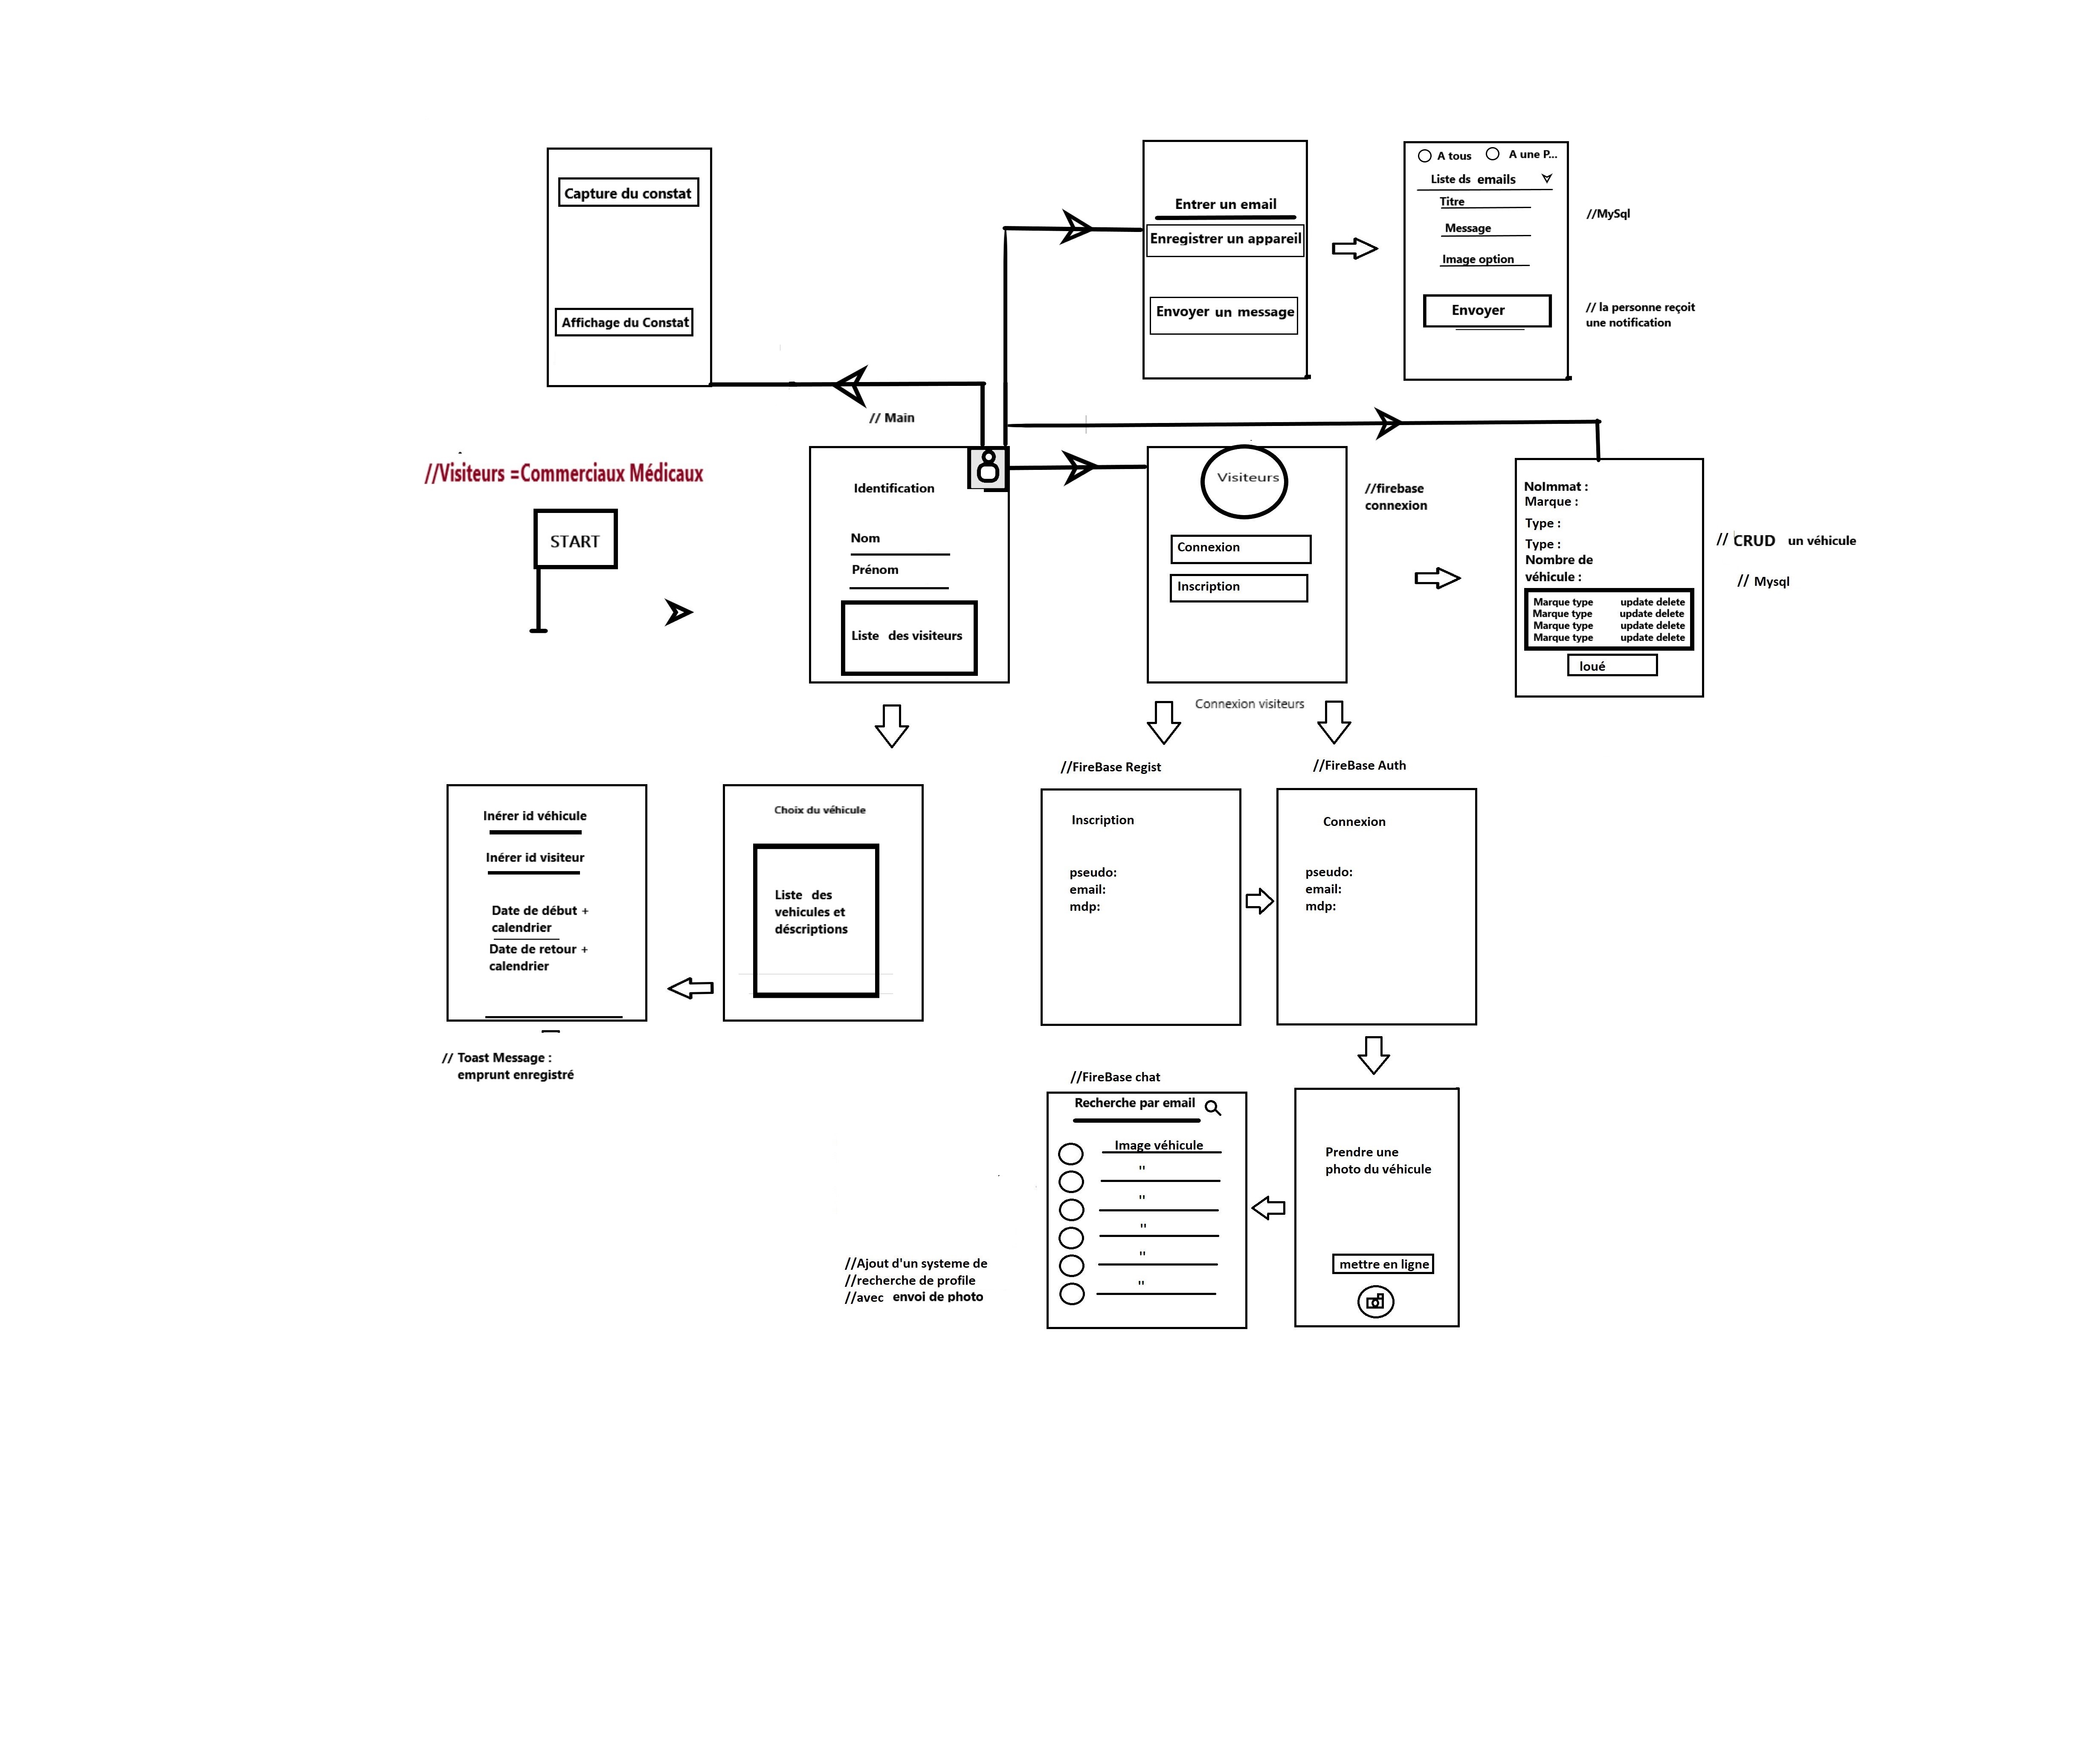 Capture du constat
Affichage du Constat
Entrer un email
Enregistrer un appareil
Envoyer un message
A tous
A une P...
Liste ds emails
Titre
Message
Image option
Envoyer
//MySql
// la personne reçoit
une notification
// Main
//Visiteurs =Commerciaux Médicaux
START
Identification
Nom
Prénom
Liste des visiteurs
Visiteurs
Connexion
Inscription
Connexion visiteurs
//firebase
connexion
NoImmat :
Marque :
Type :
Type :
Nombre de
véhicule :
Marque type update delete
Marque type update delete
Marque type update delete
Marque type update delete
loué
// CRUD un véhicule
// Mysql
Inérer id véhicule
Inérer id visiteur
Date de début +
calendrier
Date de retour +
calendrier
// Toast Message :
emprunt enregistré
Choix du véhicule
Liste des
vehicules et
déscriptions
//FireBase Regist
Inscription
pseudo:
email:
mdp:
//FireBase Auth
Connexion
pseudo:
email:
mdp:
//FireBase chat
Recherche par email
Image véhicule
"
"
"
"
"
Prendre une
photo du véhicule
mettre en ligne
//Ajout d'un systeme de
//recherche de profile
//avec envoi de photo